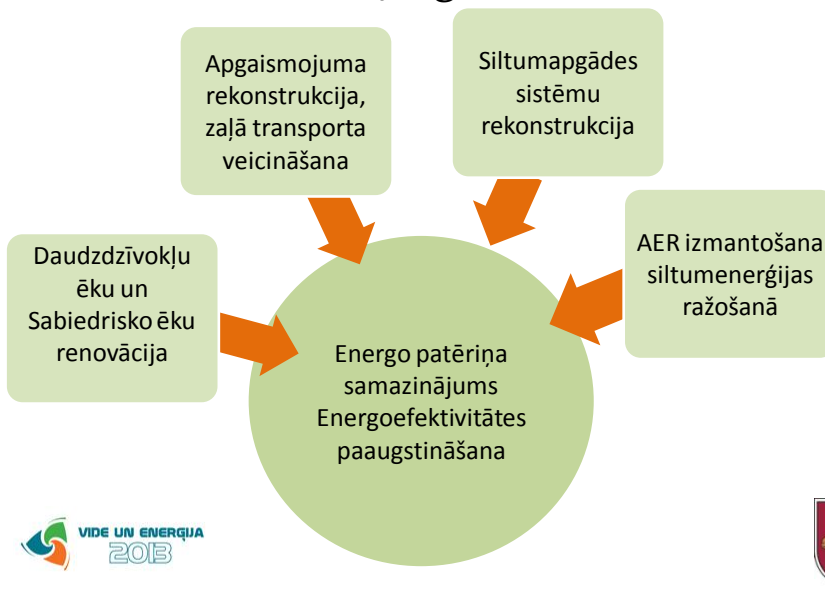 Apgaismojuma
rekonstrukcija,
zaļā transporta
veicināšana
Siltumapgādes
sistēmu
rekonstrukcija
Daudzdzīvokļu
ēku un
Sabiedrisko ēku
renovācija
AER izmantošana
siltumenerģijas
ražošanā
Energo patēriņa
samazinājums
Energoefektivitātes
paaugstināšana
VIDE UN ENERĢIJA
2013